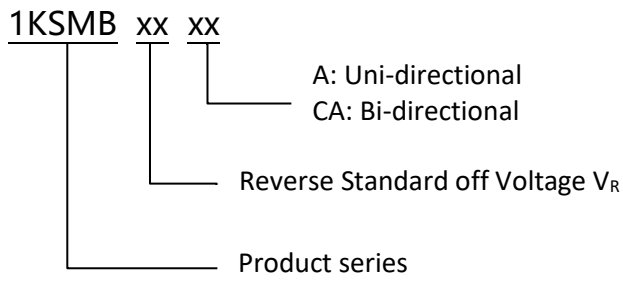 1KSMB xx xx
A: Uni-directional
CA: Bi-directional
Reverse Standard off Voltage VR
Product series